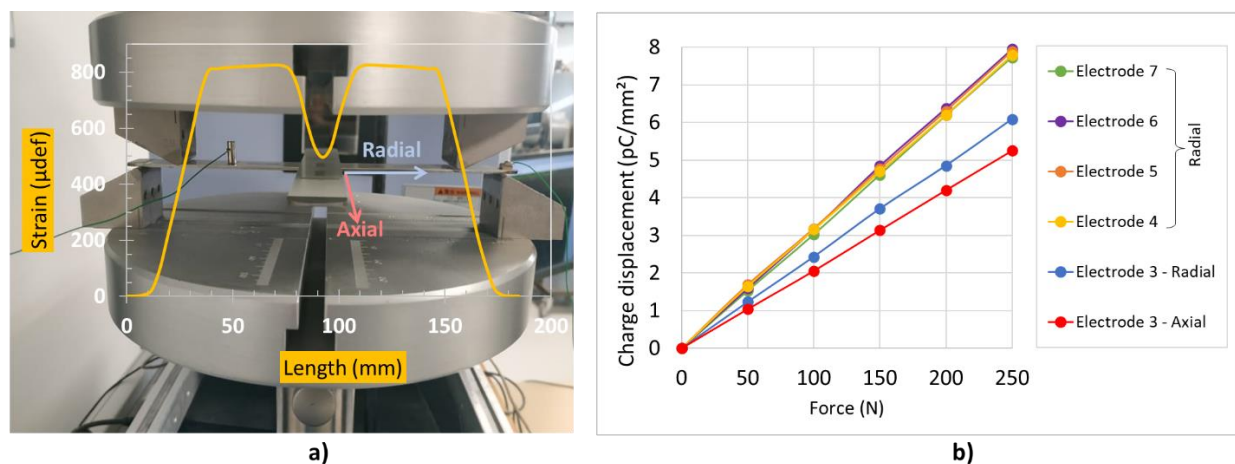 800
600
400
200
0
Strain (µdef)
Radial
Axial
0 50 100 150 200
Length (mm)
a)
8
7
6
5
4
3
2
1
0
Charge displacement (pC/mm²)
0 50 100 150 200 250
Force (N)
Electrode 7
Electrode 6
Electrode 5
Electrode 4
Radial
Electrode 3 - Radial
Electrode 3 - Axial
b)